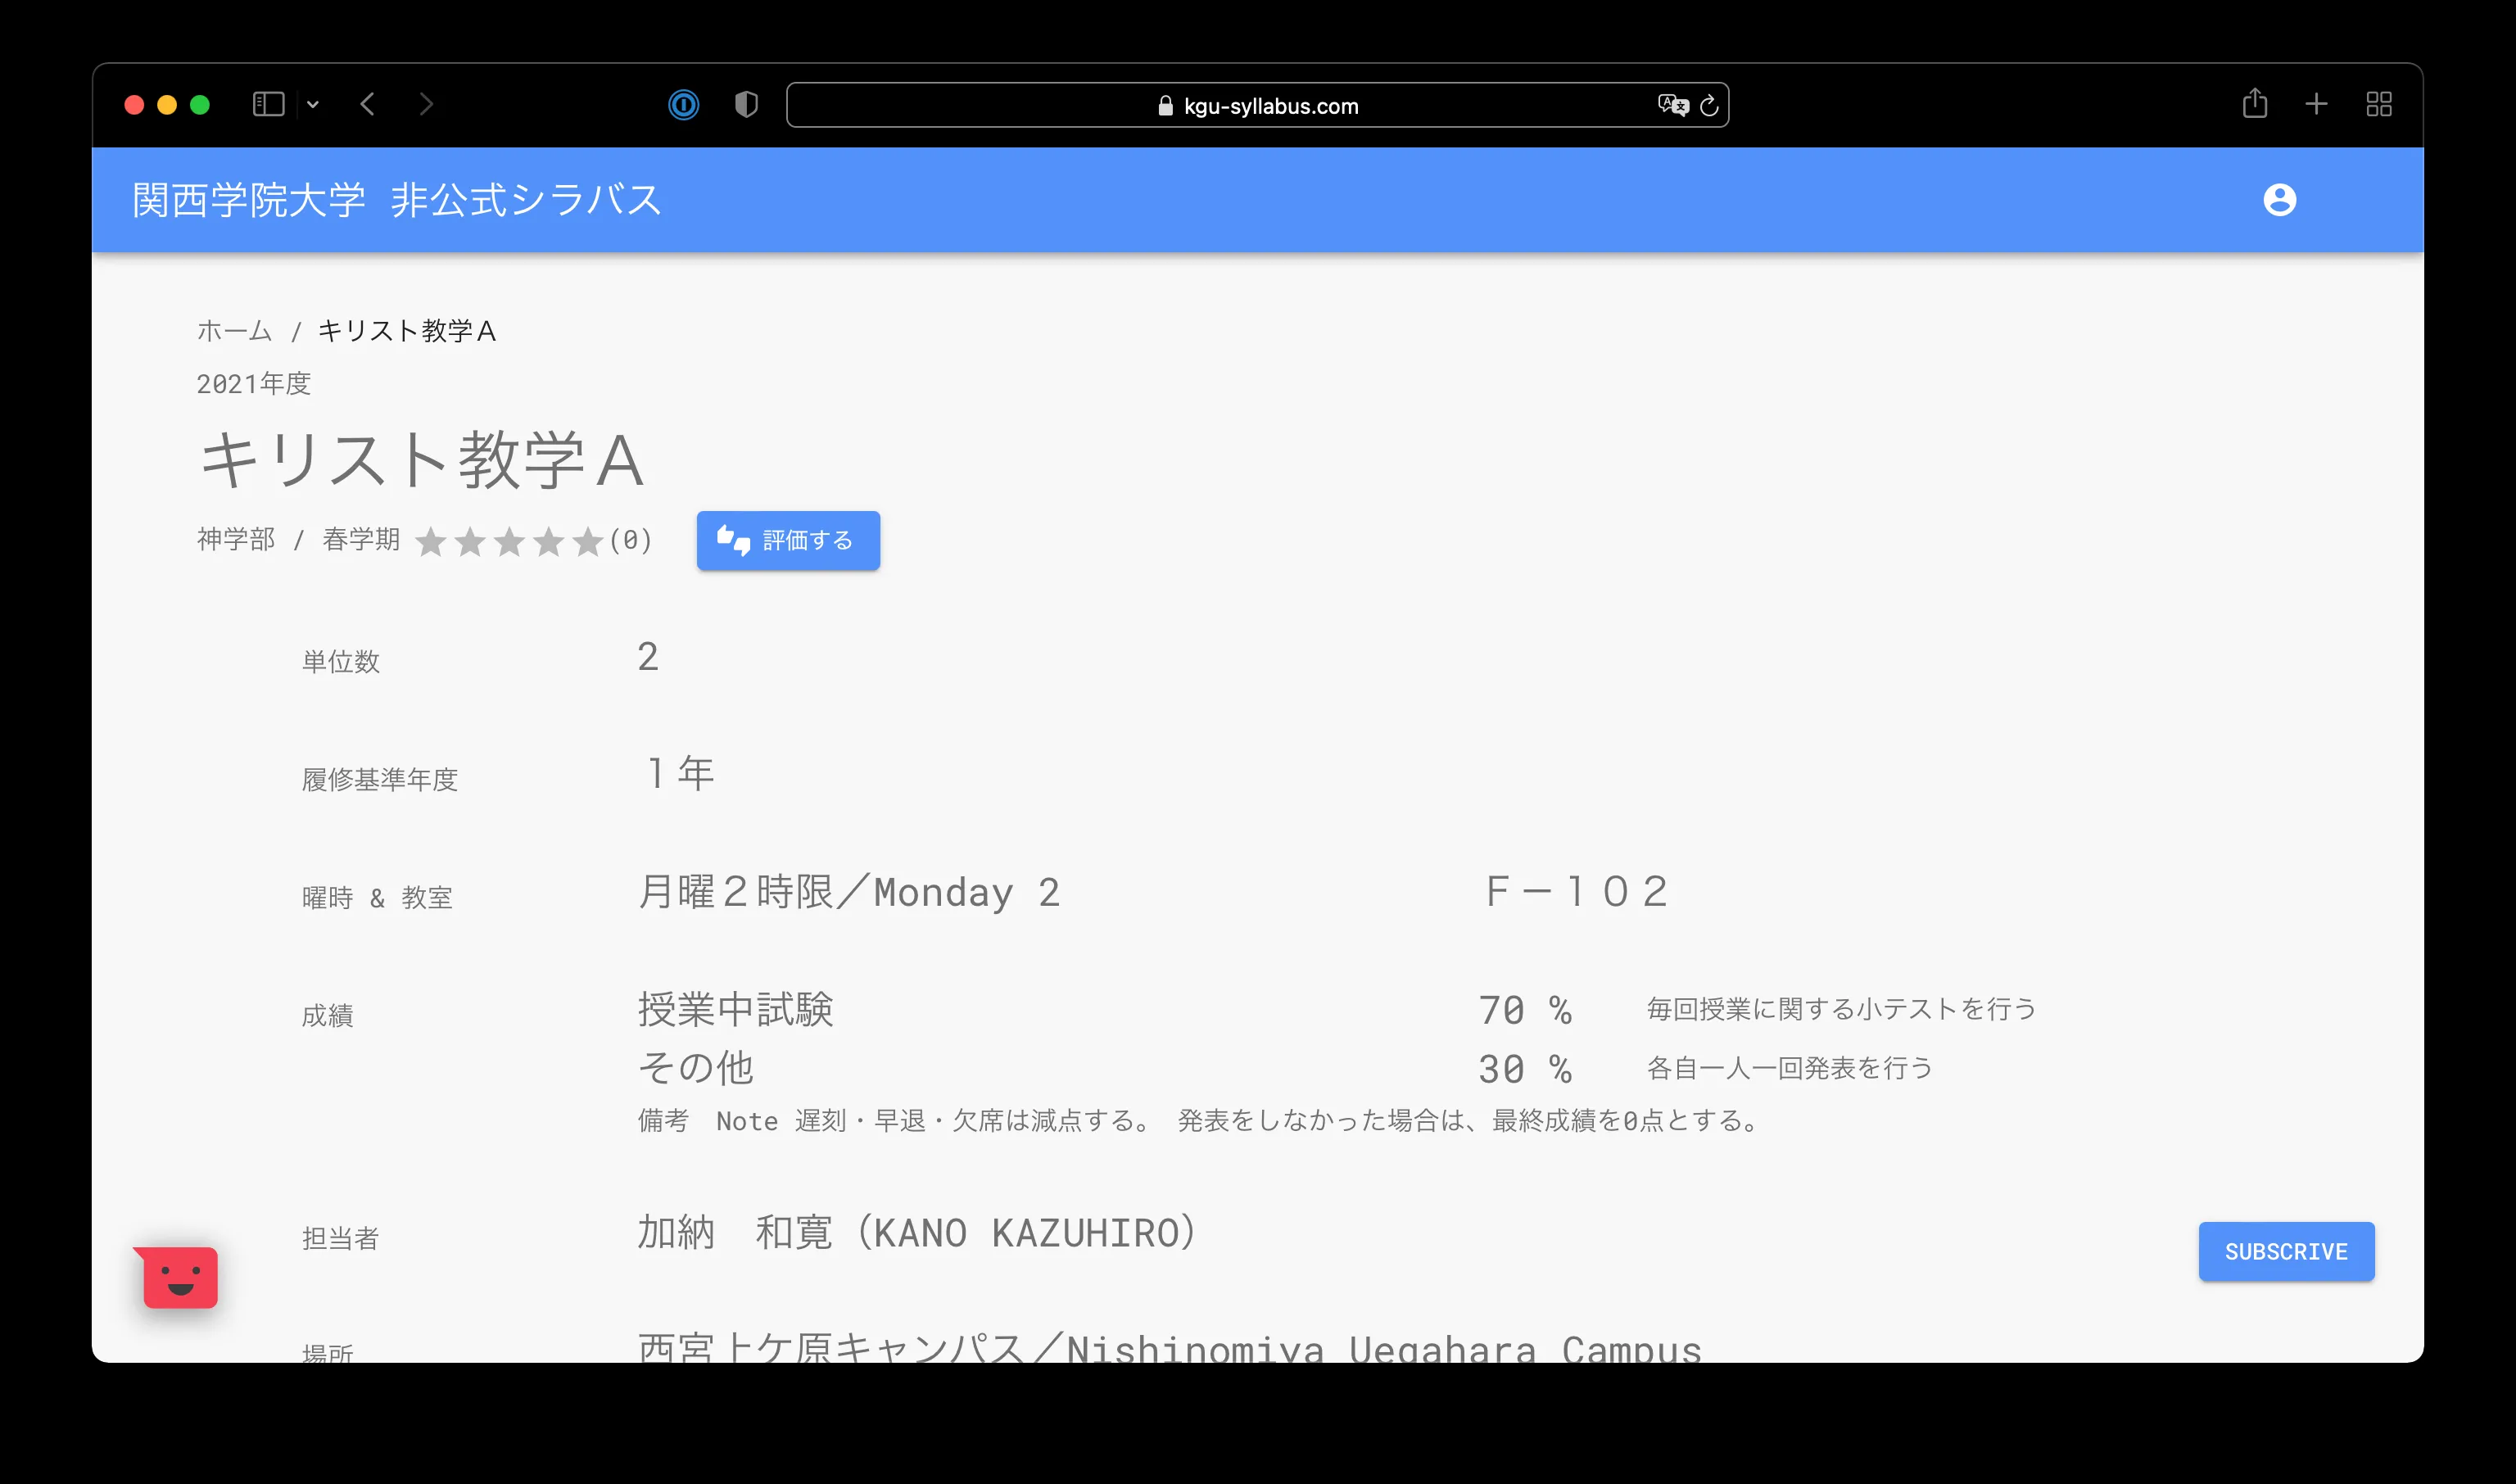 kgu-syllabus.com
関西学院大学 非公式シラバス
ホーム / キリスト教学Ａ
2021年度
キリスト教学Ａ
神学部 / 春学期 (0) 評価する
単位数 2
履修基準年度 １年
曜時 & 教室 月曜２時限／Monday 2 Ｆ－１０２
成績 授業中試験 70 % 毎回授業に関する小テストを行う
その他 30 % 各自一人一回発表を行う
備考　Note 遅刻・早退・欠席は減点する。 発表をしなかった場合は、最終成績を0点とする。
担当者 加納　和寛（KANO KAZUHIRO）
SUBSCRIVE
場所 西宮上ケ原キャンパス／Nishinomiya Uegahara Campus